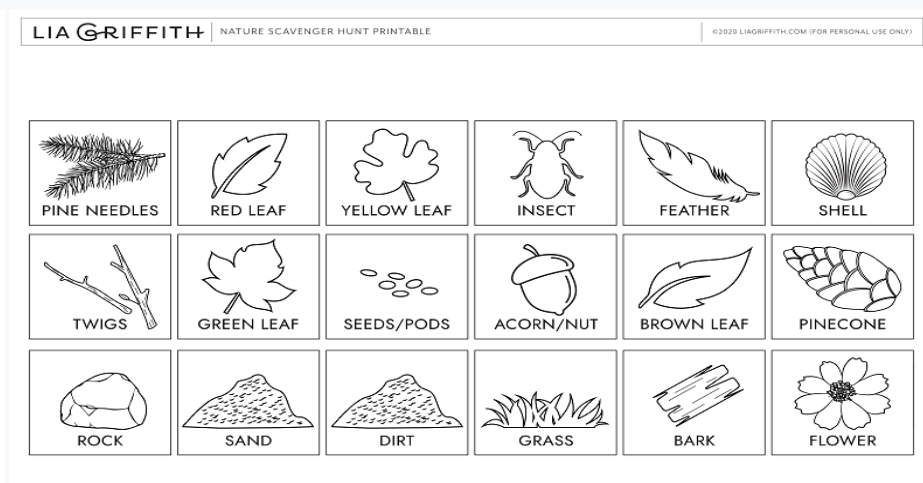 LIA GRIFFITH
NATURE SCAVENGER HUNT PRINTABLE
©2020 LIAGRIFFITH.COM (FOR PERSONAL USE ONLY)
PINE NEEDLES
RED LEAF
YELLOW LEAF
INSECT
FEATHER
SHELL
TWIGS
GREEN LEAF
SEEDS/PODS
ACORN/NUT
BROWN LEAF
PINECONE
ROCK
SAND
DIRT
GRASS
BARK
FLOWER